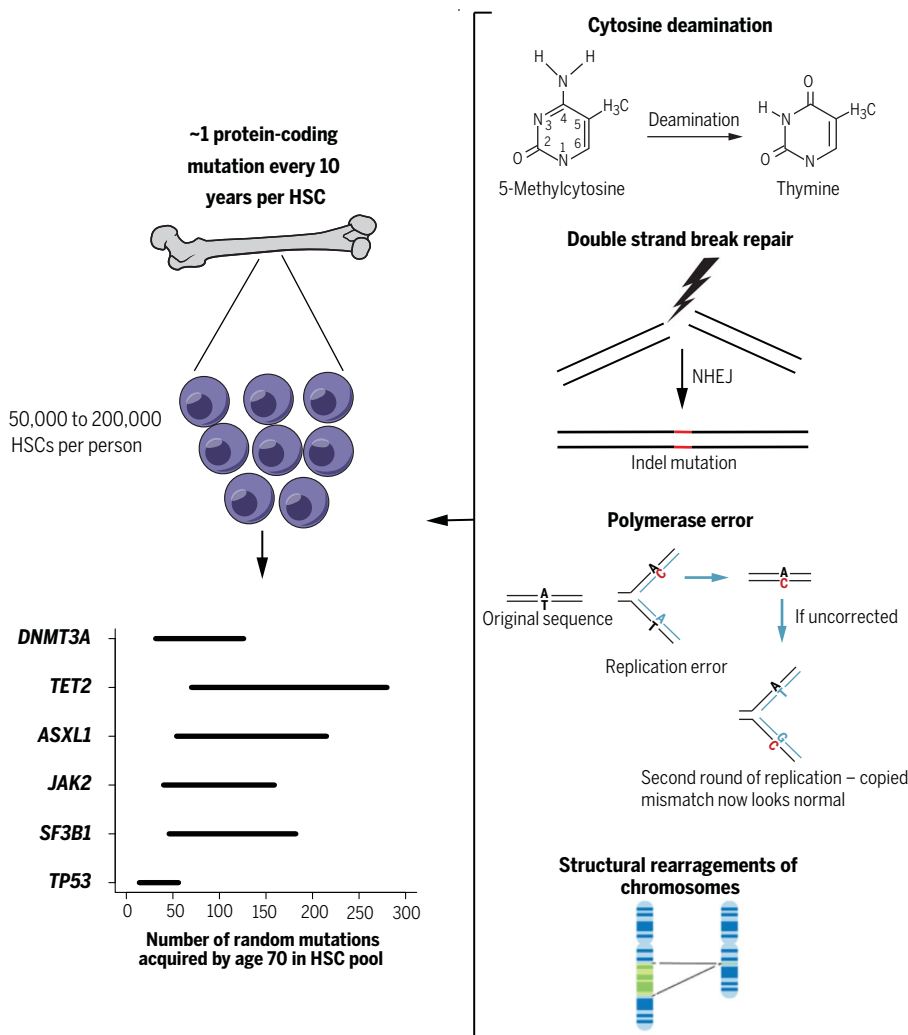 ~1 protein-coding
mutation every 10
years per HSC
50,000 to 200,000
HSCs per person
DNMT3A
TET2
ASXL1
JAK2
SF3B1
TP53
0 50 100 150 200 250 300
Number of random mutations
acquired by age 70 in HSC pool
Cytosine deamination
H H
N
H₃C
N
3 4 5
2 1 6
O
N
5-Methylcytosine
Deamination
O
H
N
H₃C
O
N
Thymine
Double strand break repair
NHEJ
Indel mutation
Polymerase error
A
T
Original sequence
A
C
A
T
Replication error
A
C
If uncorrected
A
T
G
C
Second round of replication – copied
mismatch now looks normal
Structural rearragements of
chromosomes